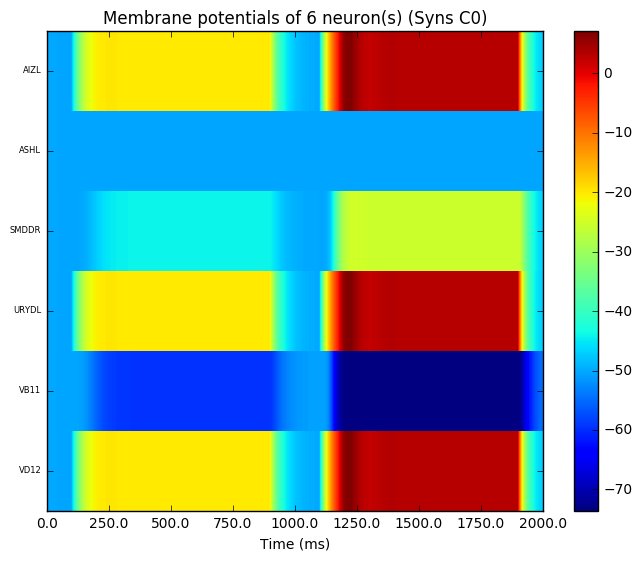 Membrane potentials of 6 neuron(s) (Syns C0)
AIZL
ASHL
SMDDR
URYDL
VB11
VD12
0.0 250.0 500.0 750.0 1000.0 1250.0 1500.0 1750.0 2000.0
Time (ms)
0
−10
−20
−30
−40
−50
−60
−70